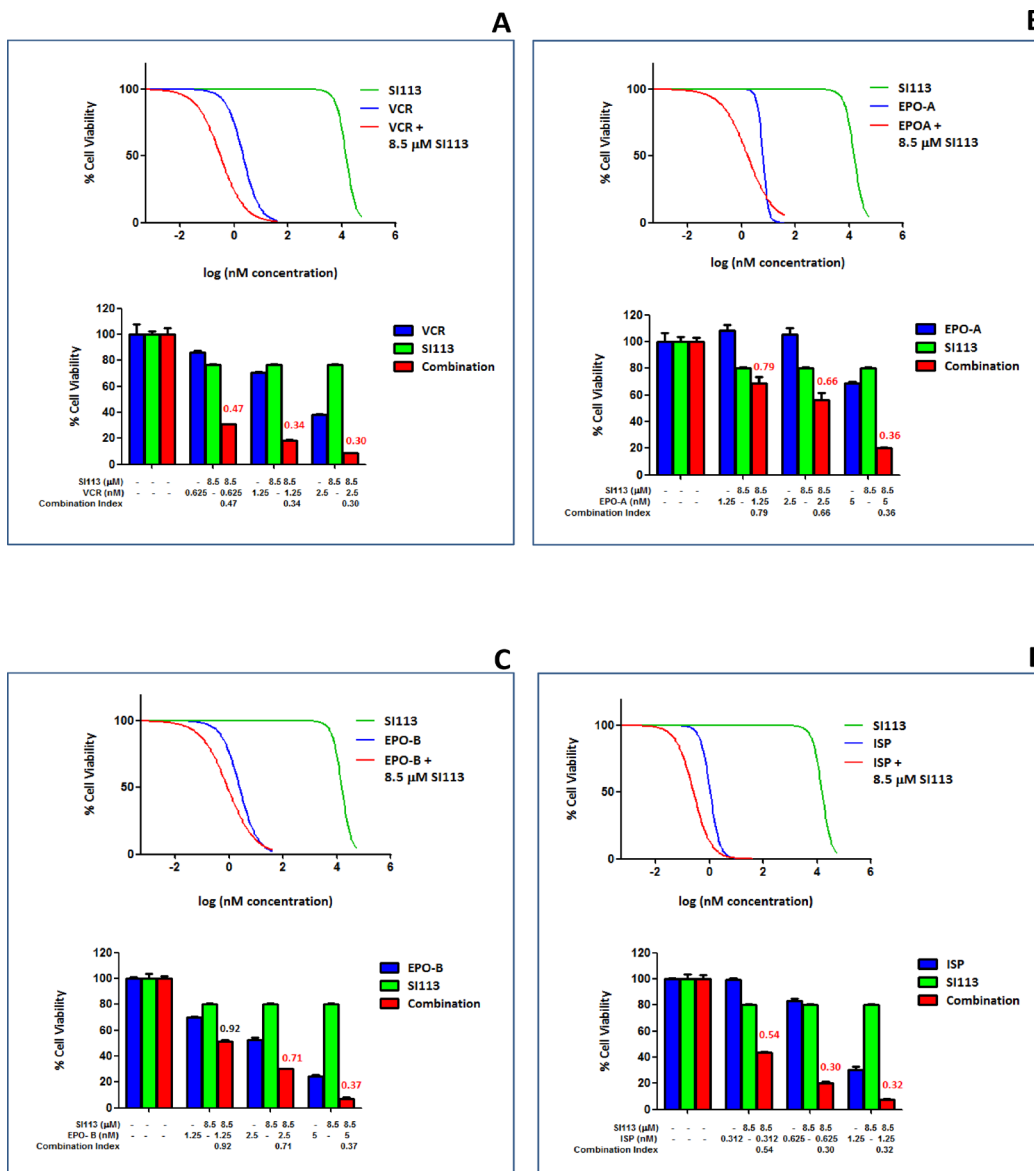 A
100
50
0
% Cell Viability
SI113
VCR
VCR +
8.5 µM SI113
-2 0 2 4 6
log (nM concentration)
120
100
80
60
40
20
0
% Cell Viability
VCR
SI113
Combination
0.47
0.34
0.30
SI113 (µM) - - - - 8.5 8.5 - 8.5 8.5 - 8.5 8.5
VCR (nM) - - - 0.625 - 0.625 1.25 - 1.25 2.5 - 2.5
Combination Index - - - 0.47 0.34 0.30
100
50
0
% Cell Viability
SI113
EPO-A
EPOA +
8.5 µM SI113
-2 0 2 4 6
log (nM concentration)
120
100
80
60
40
20
0
% Cell Viability
EPO-A
SI113
Combination
0.79
0.66
0.36
SI113 (µM) - - - - 8.5 8.5 - 8.5 8.5 - 8.5 8.5
EPO-A (nM) - - - 1.25 - 1.25 2.5 - 2.5 5 - 5
Combination Index - - - 0.79 0.66 0.36
C
100
50
0
% Cell Viability
SI113
EPO-B
EPO-B +
8.5 µM SI113
-2 0 2 4 6
log (nM concentration)
120
100
80
60
40
20
0
% Cell Viability
EPO-B
SI113
Combination
0.92
0.71
0.37
SI113 (µM) - - - - 8.5 8.5 - 8.5 8.5 - 8.5 8.5
EPO- B (nM) - - - 1.25 - 1.25 2.5 - 2.5 5 - 5
Combination Index - - - 0.92 0.71 0.37
100
50
0
% Cell Viability
SI113
ISP
ISP +
8.5 µM SI113
-2 0 2 4 6
log (nM concentration)
120
100
80
60
40
20
0
% Cell Viability
ISP
SI113
Combination
0.54
0.30
0.32
SI113 (µM) - - - - 8.5 8.5 - 8.5 8.5 - 8.5 8.5
ISP (nM) - - - 0.312 - 0.312 0.625 - 0.625 1.25 - 1.25
Combination Index - - - 0.54 0.30 0.32